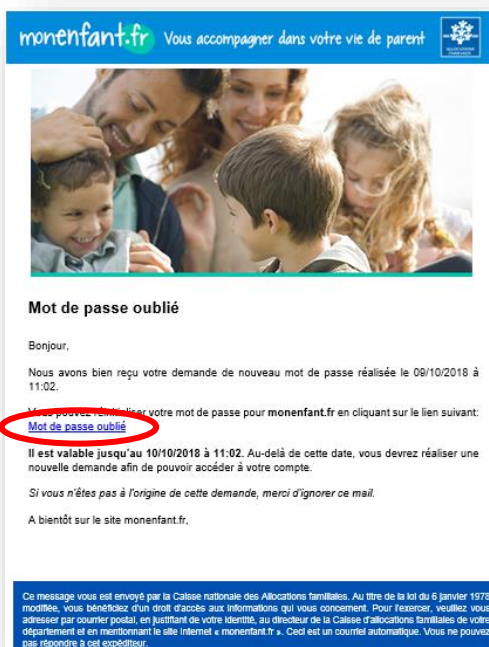 monenfant.fr Vous accompagner dans votre vie de parent
ALLOCATIONS
FAMILIALES
Mot de passe oublié
Bonjour,
Nous avons bien reçu votre demande de nouveau mot de passe réalisée le 09/10/2018 à
11:02.
Vous pouvez réinitialiser votre mot de passe pour monenfant.fr en cliquant sur le lien suivant:
Mot de passe oublié
Il est valable jusqu'au 10/10/2018 à 11:02. Au-delà de cette date, vous devrez réaliser une
nouvelle demande afin de pouvoir accéder à votre compte.
Si vous n'êtes pas à l'origine de cette demande, merci d'ignorer ce mail.
A bientôt sur le site monenfant.fr,
Ce message vous est envoyé par la Caisse nationale des Allocations familiales. Au titre de la loi du 6 janvier 1978
modifiée, vous bénéficiez d'un droit d'accès aux informations qui vous concernent. Pour l'exercer, veuillez vous
adresser par courrier postal, en justifiant de votre identité, au directeur de la Caisse d'allocations familiales de votre
département et en mentionnant le site Internet « monenfant.fr ». Ceci est un courriel automatique. Vous ne pouvez
pas répondre à cet expéditeur.